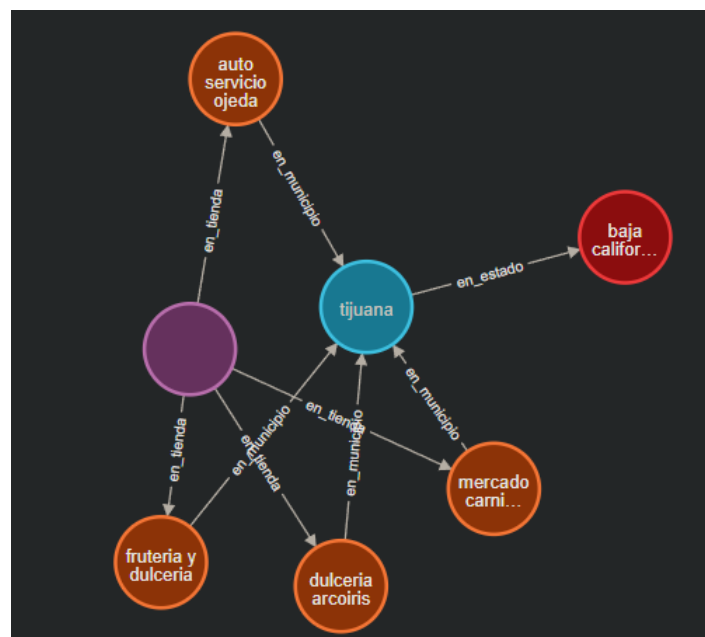 auto
servicio
ojeda
en_municipio
en_tienda
baja
califor...
en_estado
tijuana
en_tienda
en_municipio
en_municipio
en_tienda
en_tienda
en_municipio
mercado
carni...
fruteria y
dulceria
dulceria
arcoiris